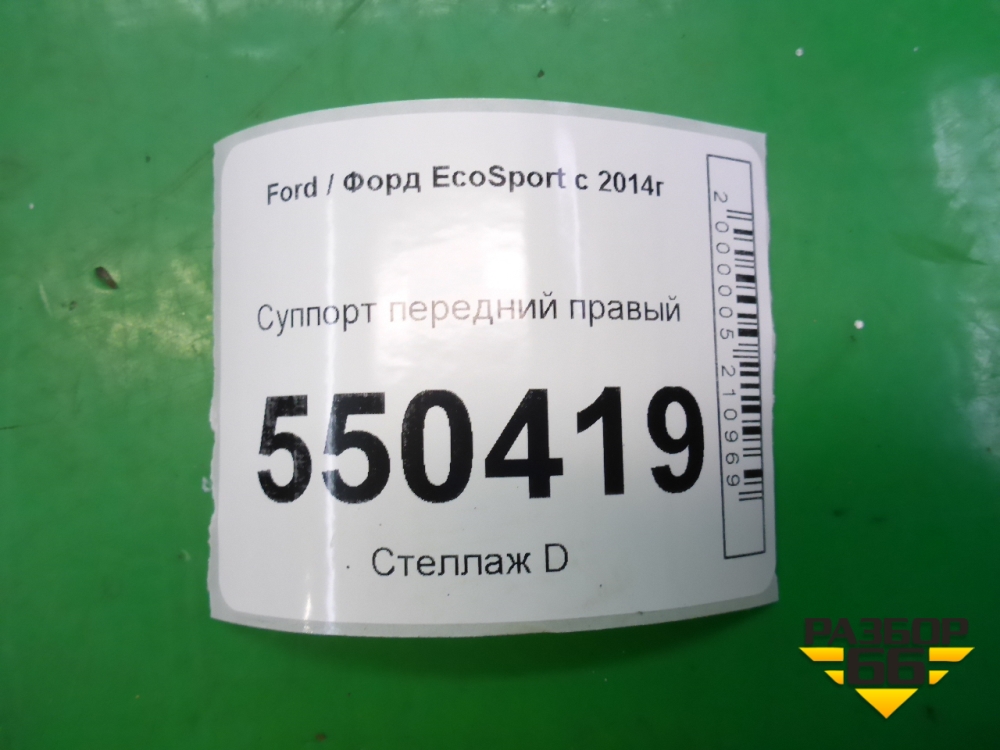 Ford / Форд EcoSport с 2014г
Суппорт передний правый
550419
Стеллаж D
2000005210969
РАЗБОР
66